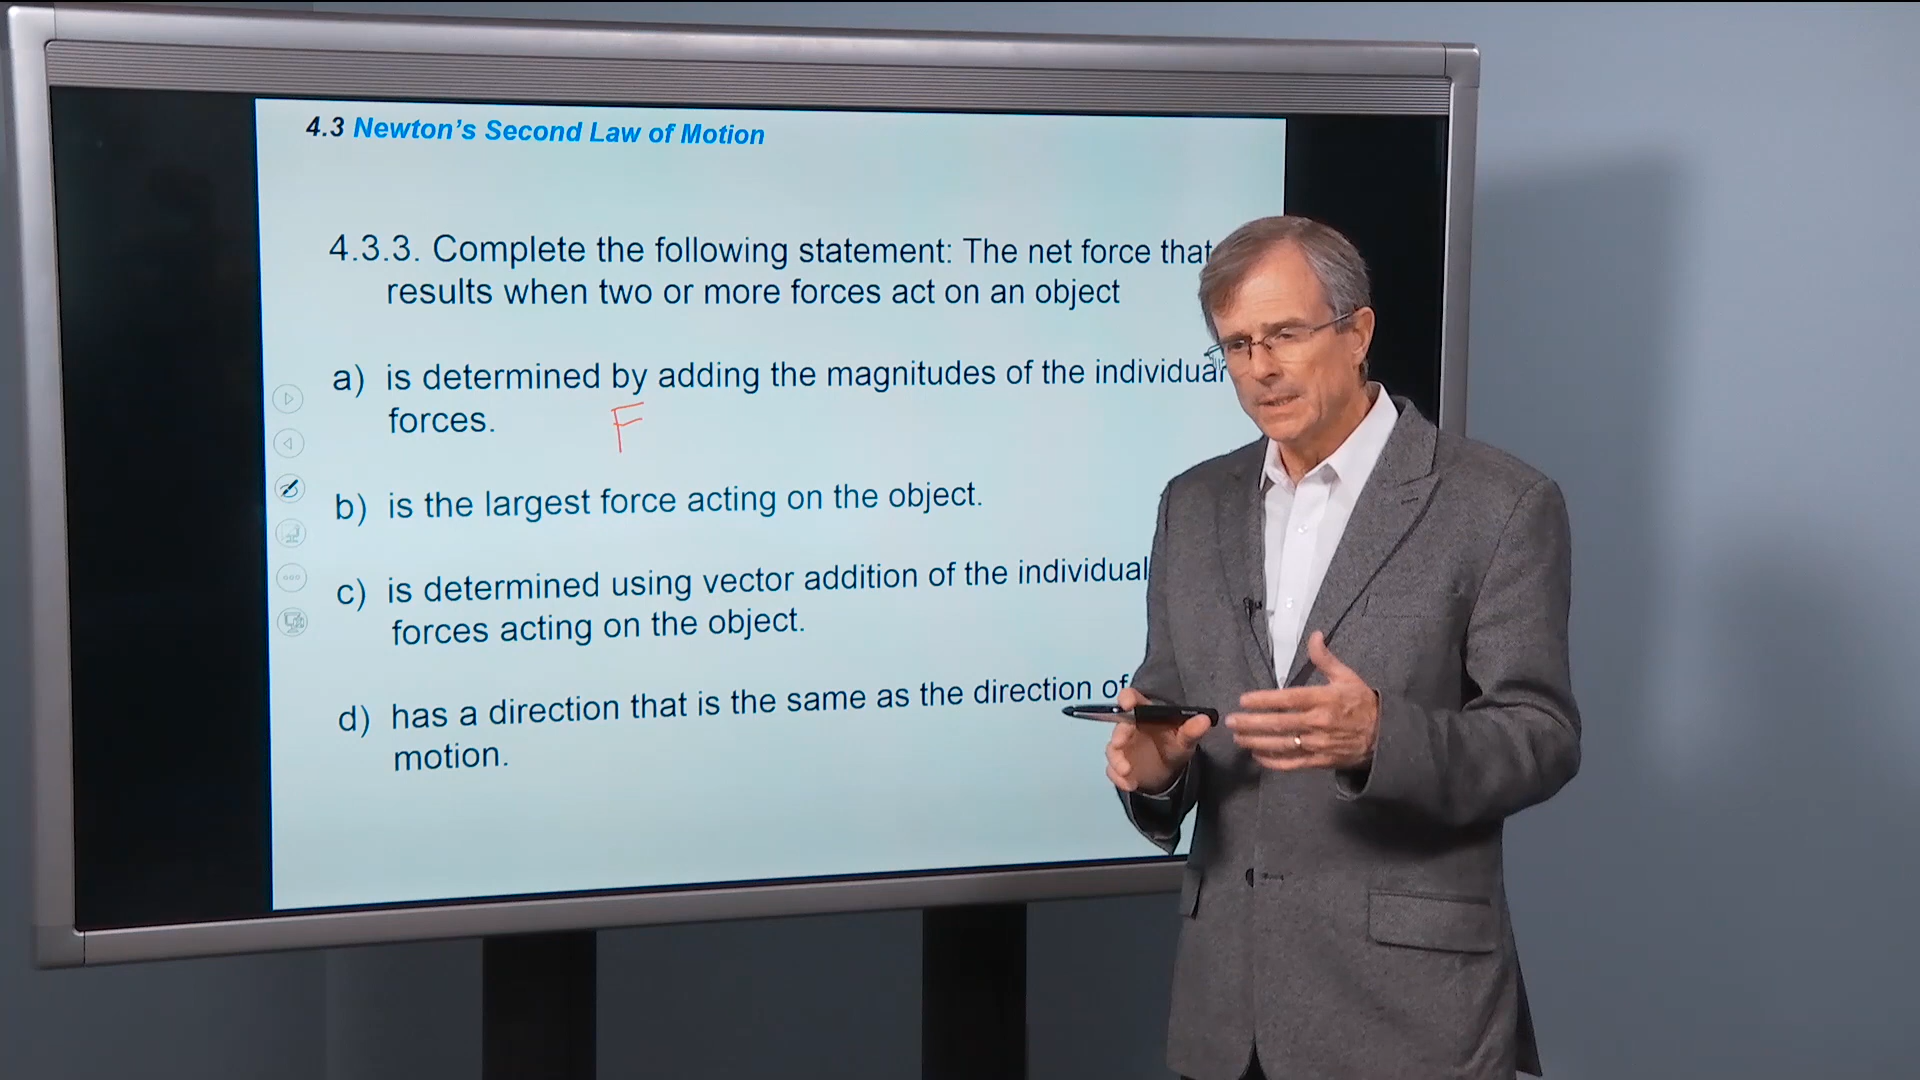 4.3 Newton's Second Law of Motion
4.3.3. Complete the following statement: The net force that
results when two or more forces act on an object
a) is determined by adding the magnitudes of the individual
forces.
F
b) is the largest force acting on the object.
c) is determined using vector addition of the individual
forces acting on the object.
d) has a direction that is the same as the direction of
motion.